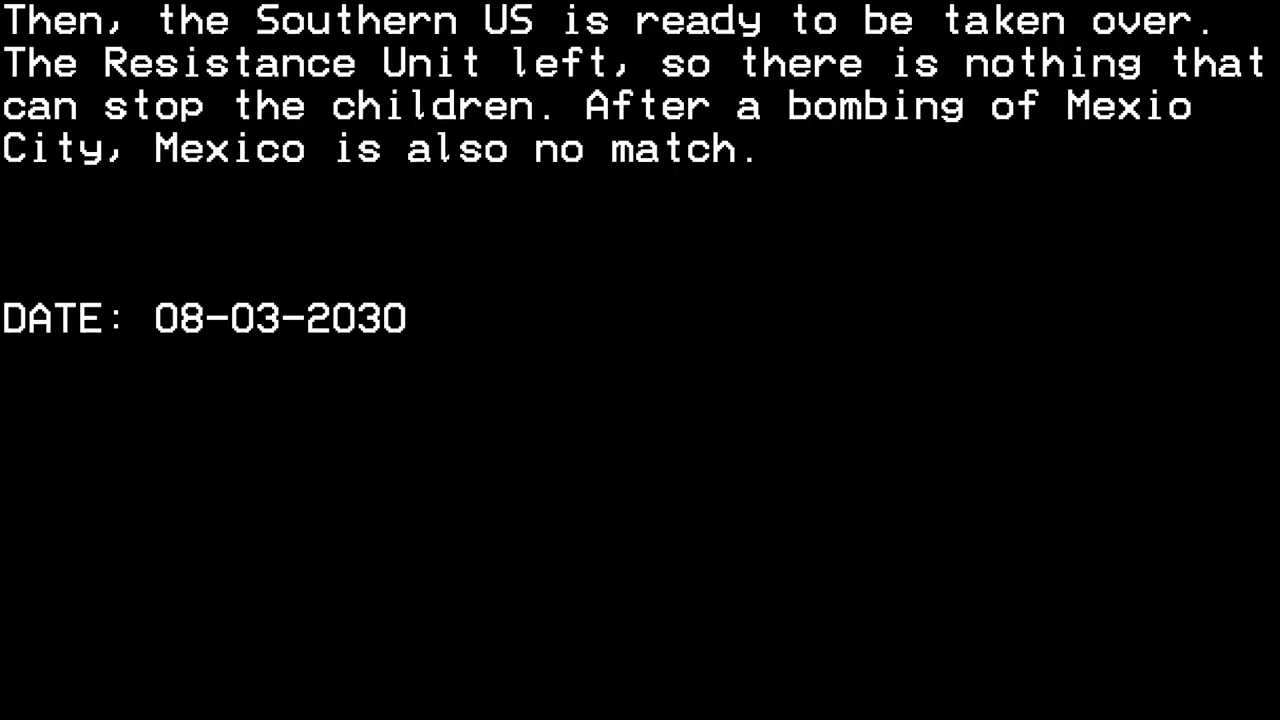 Then, the Southern US is ready to be taken over.
The Resistance Unit left, so there is nothing that
can stop the children. After a bombing of Mexio
City, Mexico is also no match.
DATE: 08-03-2030